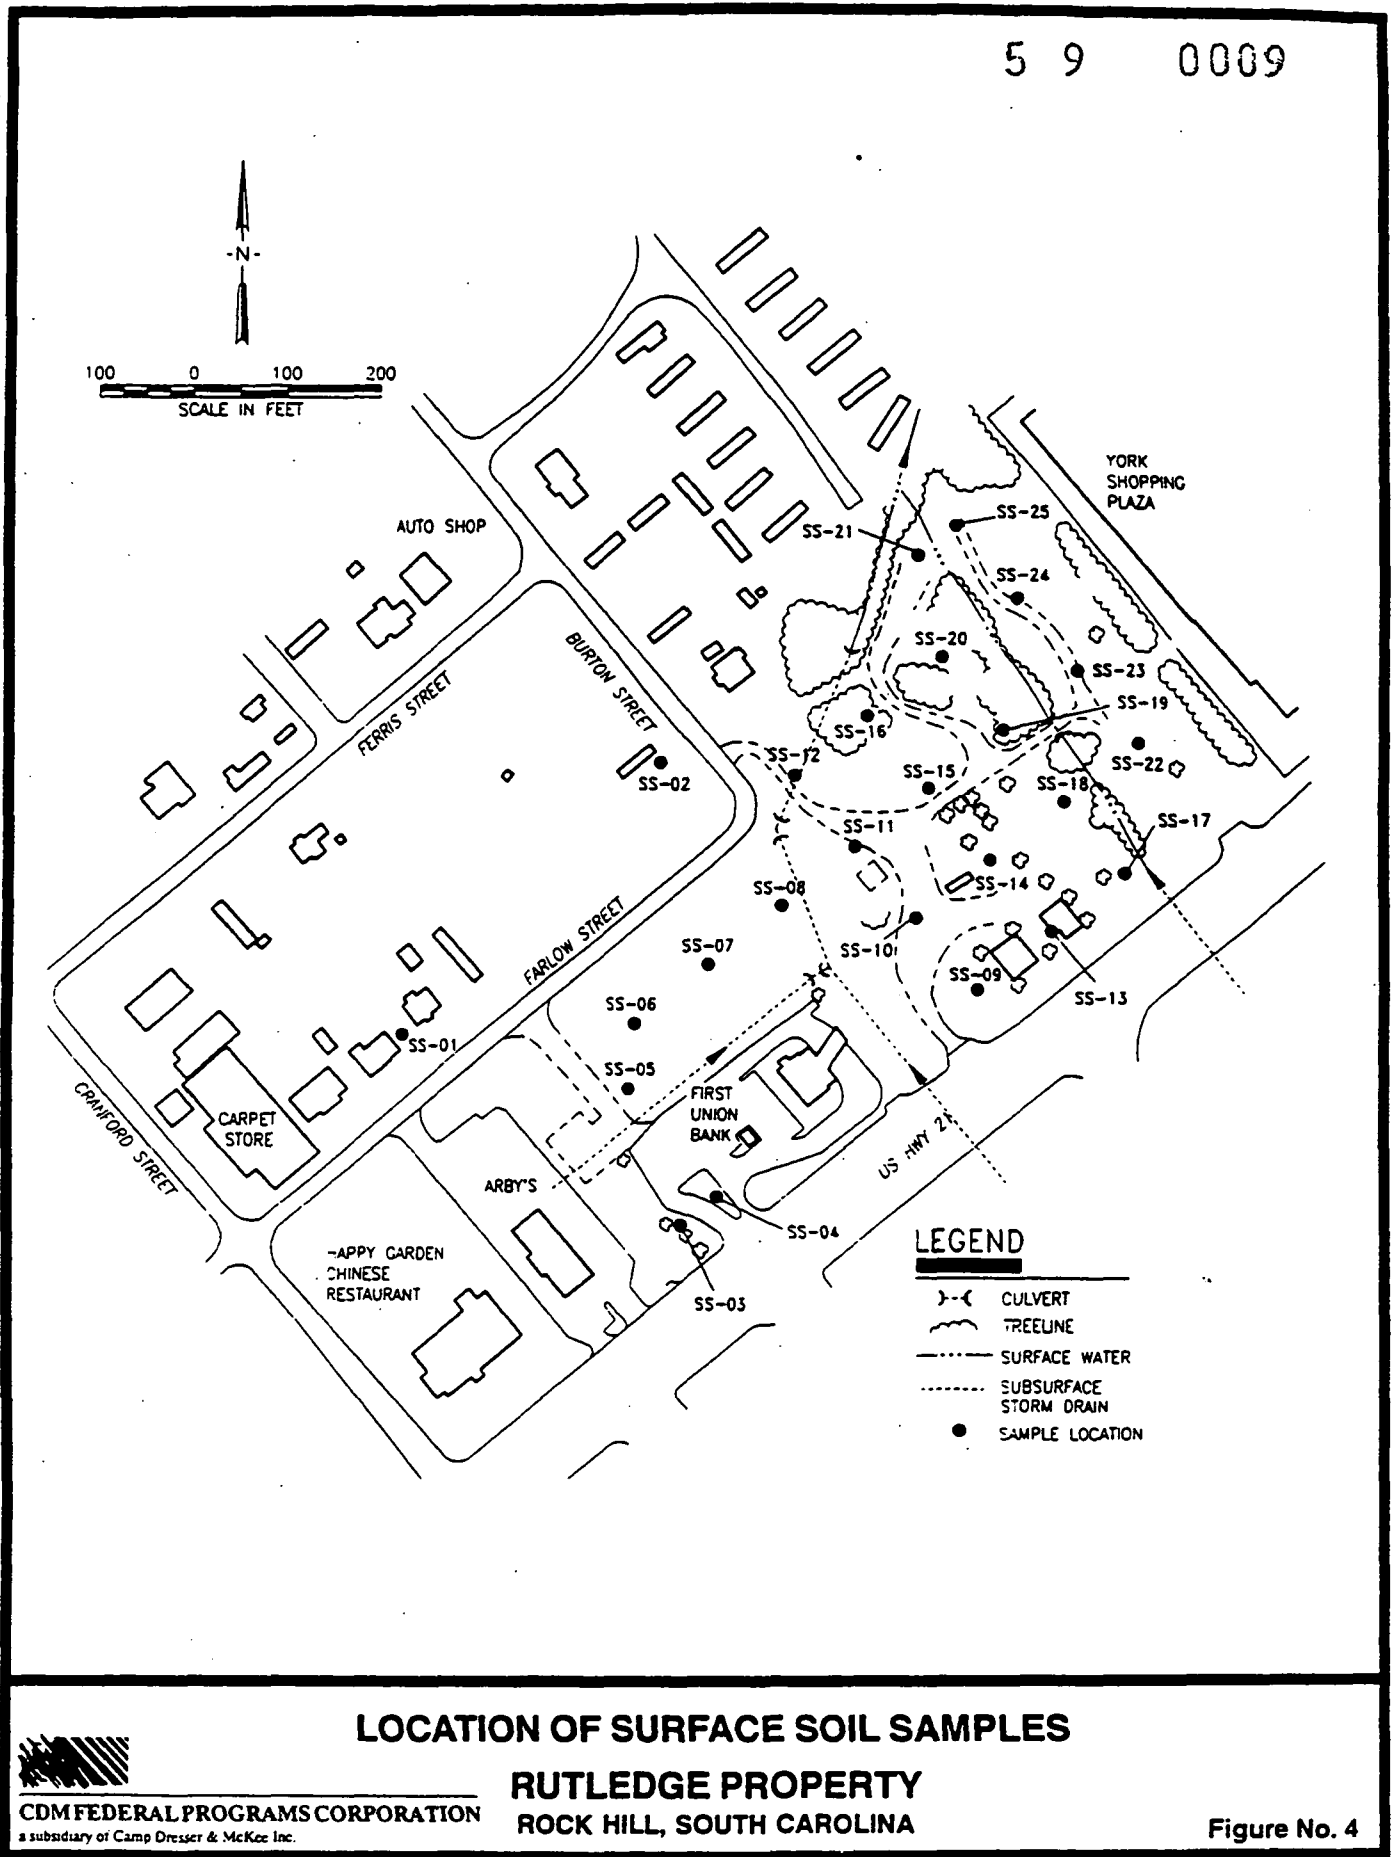 5 9 0009
-N-
100 0 100 200
SCALE IN FEET
YORK
SHOPPING
PLAZA
AUTO SHOP
SS-25
SS-21
SS-24
SS-20
SS-23
SS-19
BURTON STREET
FERRIS STREET
SS-16
SS-12
SS-22
SS-02
SS-15
SS-18
SS-11
SS-17
SS-14
SS-08
FARLOW STREET
SS-07
SS-10
SS-09
SS-13
SS-06
SS-01
SS-05
CRANFORD STREET
CARPET
STORE
FIRST
UNION
BANK
US HWY 21
ARBY'S
SS-04
SS-03
-APPY GARDEN
CHINESE
RESTAURANT
LEGEND
CULVERT
TREELINE
SURFACE WATER
SUBSURFACE
STORM DRAIN
SAMPLE LOCATION
LOCATION OF SURFACE SOIL SAMPLES
RUTLEDGE PROPERTY
ROCK HILL, SOUTH CAROLINA
CDM FEDERAL PROGRAMS CORPORATION
a subsidiary of Camp Dresser & McKee Inc.
Figure No. 4